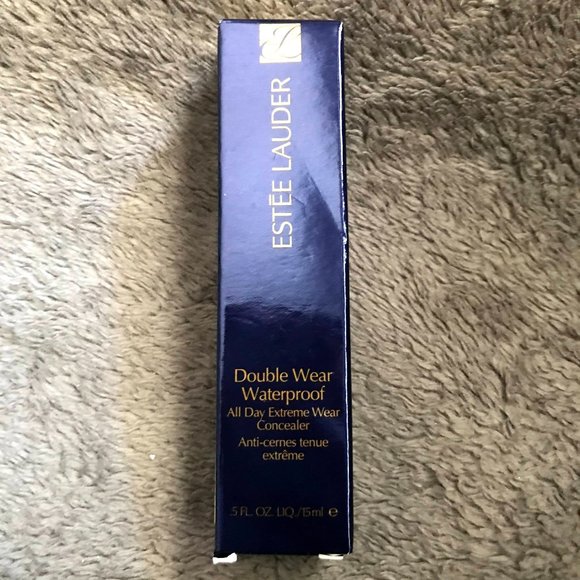 ESTĒE LAUDER
Double Wear
Waterproof
All Day Extreme Wear
Concealer
Anti-cernes tenue
extrême
.5 FL. OZ. LIQ./15ml ℮